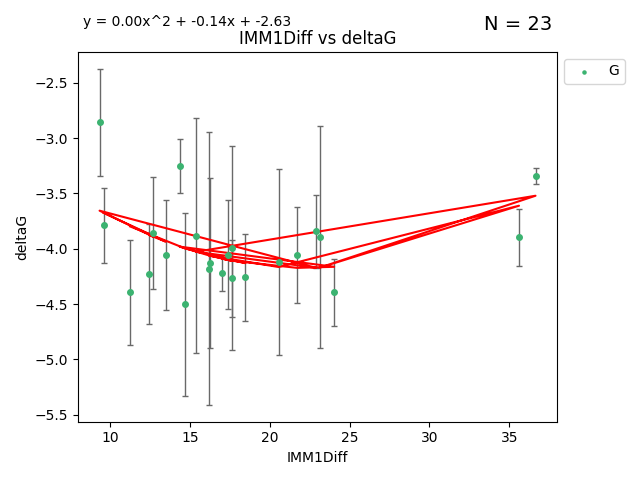 y = 0.00x^2 + -0.14x + -2.63
N = 23
IMM1Diff vs deltaG
G
deltaG
−2.5
−3.0
−3.5
−4.0
−4.5
−5.0
−5.5
10 15 20 25 30 35
IMM1Diff